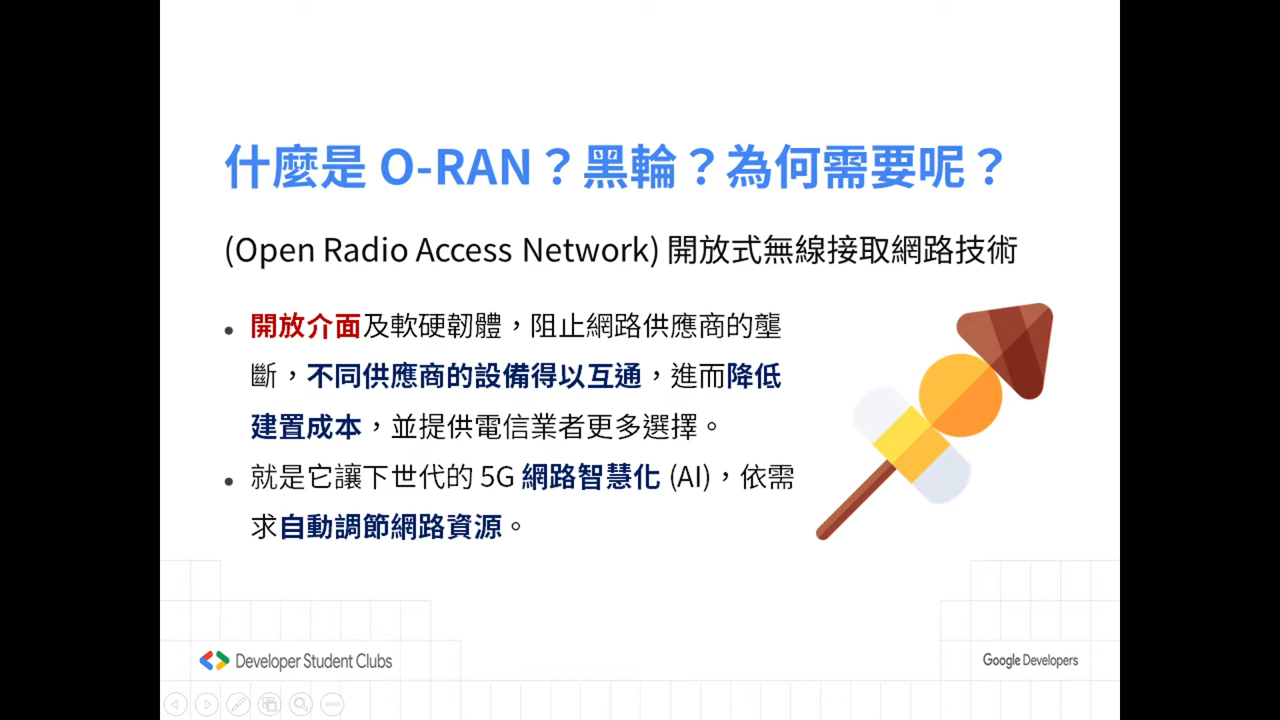 什麼是 O-RAN？黑輪？為何需要呢？
(Open Radio Access Network) 開放式無線接取網路技術
• 開放介面及軟硬韌體，阻止網路供應商的壟
斷，不同供應商的設備得以互通，進而降低
建置成本，並提供電信業者更多選擇。
• 就是它讓下世代的 5G 網路智慧化 (AI)，依需
求自動調節網路資源。
Developer Student Clubs
Google Developers